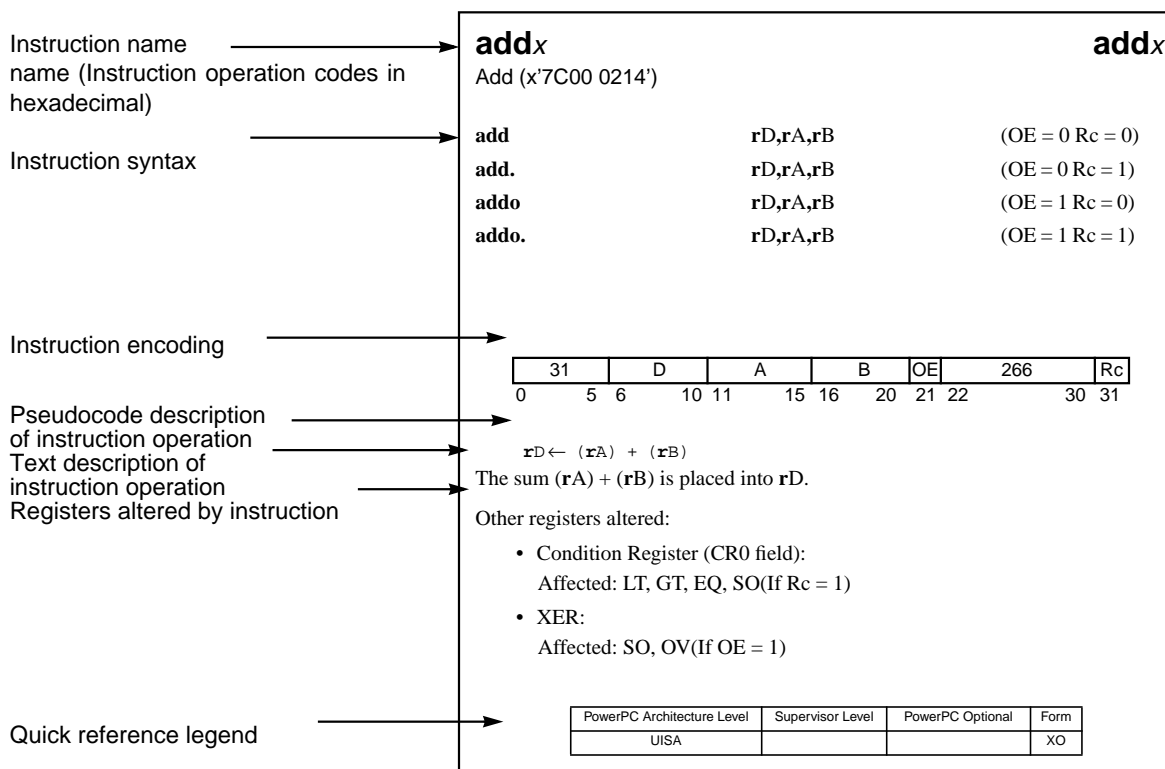 Instruction name
name (Instruction operation codes in
hexadecimal)
Instruction syntax
Instruction encoding
Pseudocode description
of instruction operation
Text description of
instruction operation
Registers altered by instruction
Quick reference legend
addx addx
Add (x'7C00 0214')
add rD,rA,rB (OE = 0 Rc = 0)
add. rD,rA,rB (OE = 0 Rc = 1)
addo rD,rA,rB (OE = 1 Rc = 0)
addo. rD,rA,rB (OE = 1 Rc = 1)
31 D A B OE 266 Rc
0 5 6 10 11 15 16 20 21 22 30 31
rD← (rA) + (rB)
The sum (rA) + (rB) is placed into rD.
Other registers altered:
• Condition Register (CR0 field):
Affected: LT, GT, EQ, SO(If Rc = 1)
• XER:
Affected: SO, OV(If OE = 1)
PowerPC Architecture Level Supervisor Level PowerPC Optional Form
UISA XO